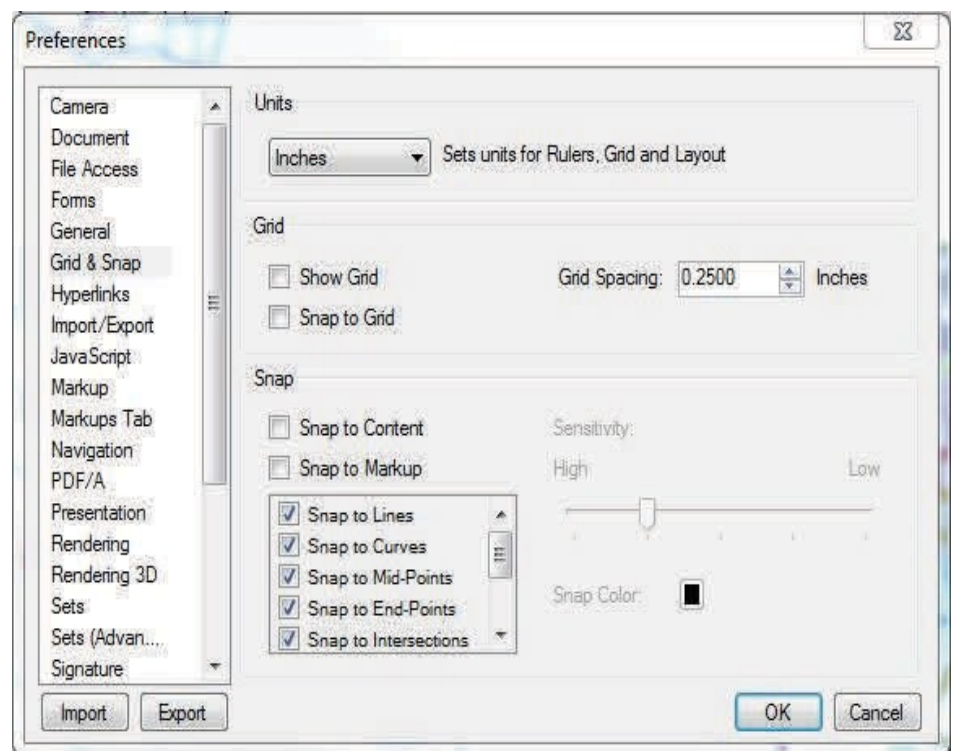 Preferences
Camera
Document
File Access
Forms
General
Grid & Snap
Hyperlinks
Import/Export
JavaScript
Markup
Markups Tab
Navigation
PDF/A
Presentation
Rendering
Rendering 3D
Sets
Sets (Advan...
Signature
Import Export
Units
Inches Sets units for Rulers, Grid and Layout
Grid
Show Grid Grid Spacing: 0.2500 Inches
Snap to Grid
Snap
Snap to Content Sensitivity:
Snap to Markup High Low
Snap to Lines
Snap to Curves
Snap to Mid-Points
Snap to End-Points Snap Color:
Snap to Intersections
OK Cancel